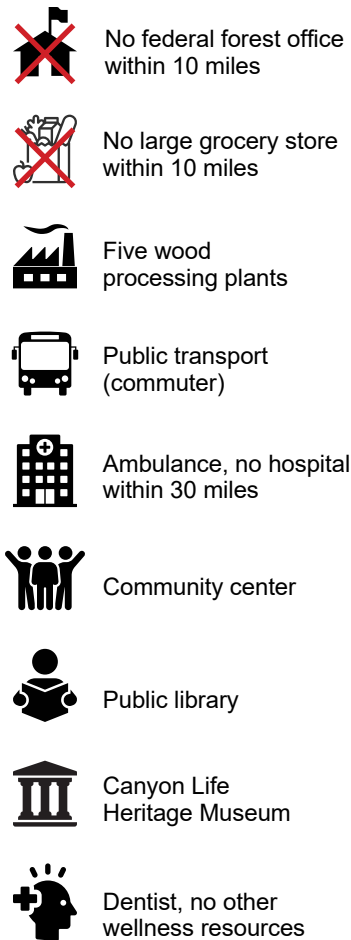 No federal forest office
within 10 miles
No large grocery store
within 10 miles
Five wood
processing plants
Public transport
(commuter)
Ambulance, no hospital
within 30 miles
Community center
Public library
Canyon Life
Heritage Museum
Dentist, no other
wellness resources